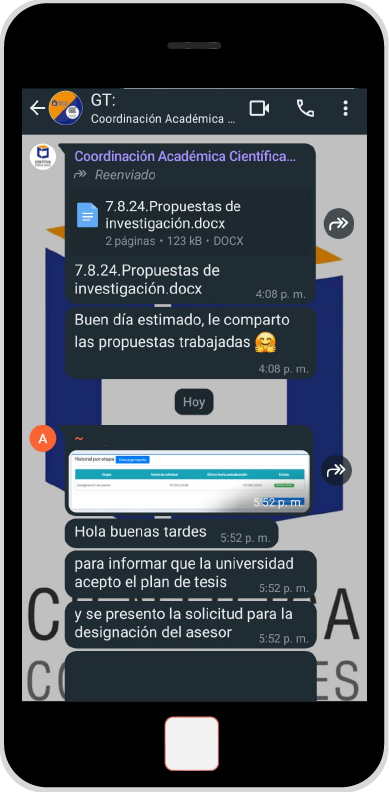 GT:
Coordinación Académica ...
Coordinación Académica Científica...
Reenviado
7.8.24.Propuestas de
investigación.docx
2 páginas • 123 kB • DOCX
7.8.24.Propuestas de
investigación.docx
4:08 p. m.
Buen día estimado, le comparto
las propuestas trabajadas 🤗
4:08 p. m.
Hoy
A
~
Historial por etapa
Etapa
Estado
5:52 p. m.
Hola buenas tardes
5:52 p. m.
para informar que la universidad
acepto el plan de tesis
5:52 p. m.
y se presento la solicitud para la
designación del asesor
5:52 p. m.